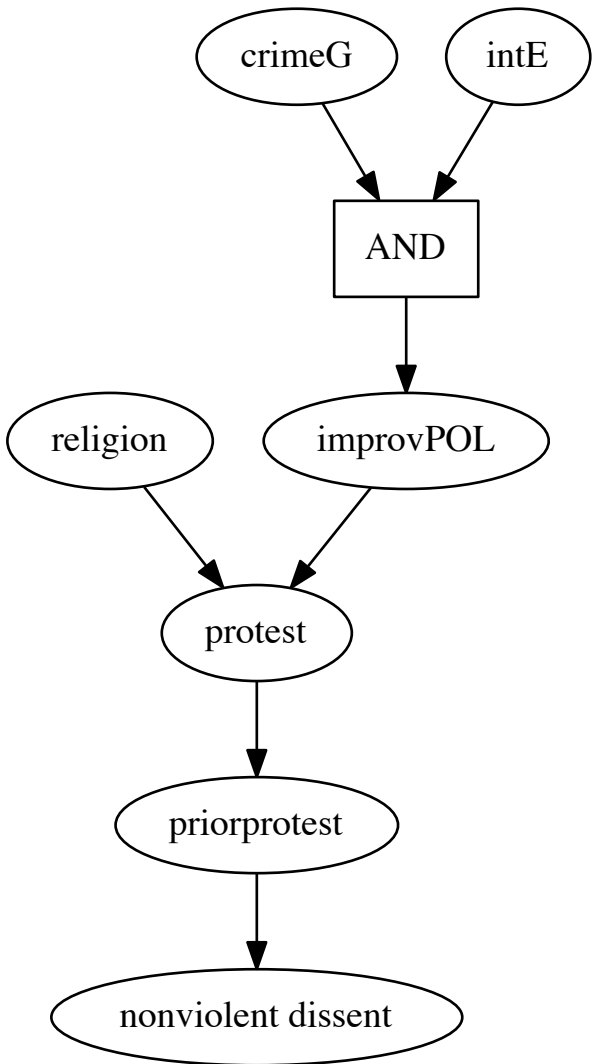 crimeG
intE
AND
religion
improvPOL
protest
priorprotest
nonviolent dissent